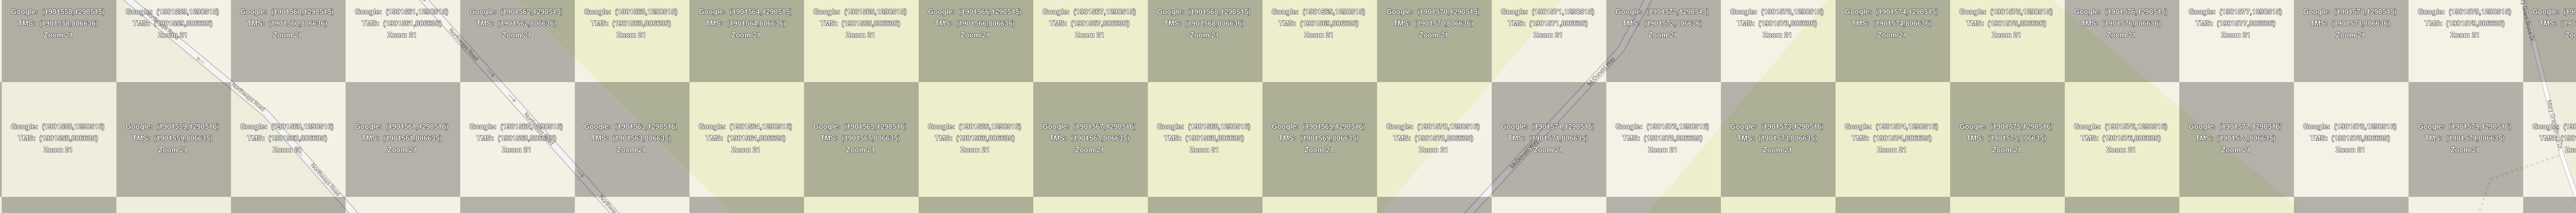 Google: (1901558,1290515) Google: (1901559,1290515) Google: (1901560,1290515) Google: (1901561,1290515) Google: (1901562,1290515) Google: (1901563,1290515) Google: (1901564,1290515) Google: (1901565,1290515) Google: (1901566,1290515) Google: (1901567,1290515) Google: (1901568,1290515) Google: (1901569,1290515) Google: (1901570,1290515) Google: (1901571,1290515) Google: (1901572,1290515) Google: (1901573,1290515) Google: (1901574,1290515) Google: (1901575,1290515) Google: (1901576,1290515) Google: (1901577,1290515) Google: (1901578,1290515) Google: (1901579,1290515)
TMS: (1901558,806636) TMS: (1901559,806636) TMS: (1901560,806636) TMS: (1901561,806636) TMS: (1901562,806636) TMS: (1901563,806636) TMS: (1901564,806636) TMS: (1901565,806636) TMS: (1901566,806636) TMS: (1901567,806636) TMS: (1901568,806636) TMS: (1901569,806636) TMS: (1901570,806636) TMS: (1901571,806636) TMS: (1901572,806636) TMS: (1901573,806636) TMS: (1901574,806636) TMS: (1901575,806636) TMS: (1901576,806636) TMS: (1901577,806636) TMS: (1901578,806636) TMS: (1901579,806636)
Zoom 21 Zoom 21 Zoom 21 Zoom 21 Zoom 21 Zoom 21 Zoom 21 Zoom 21 Zoom 21 Zoom 21 Zoom 21 Zoom 21 Zoom 21 Zoom 21 Zoom 21 Zoom 21 Zoom 21 Zoom 21 Zoom 21 Zoom 21 Zoom 21 Zoom 21
Northways Road
McDonald Way
Northways Road
Google: (1901558,1290516) Google: (1901559,1290516) Google: (1901560,1290516) Google: (1901561,1290516) Google: (1901562,1290516) Google: (1901563,1290516) Google: (1901564,1290516) Google: (1901565,1290516) Google: (1901566,1290516) Google: (1901567,1290516) Google: (1901568,1290516) Google: (1901569,1290516) Google: (1901570,1290516) Google: (1901571,1290516) Google: (1901572,1290516) Google: (1901573,1290516) Google: (1901574,1290516) Google: (1901575,1290516) Google: (1901576,1290516) Google: (1901577,1290516) Google: (1901578,1290516) Google: (1901579,1290516)
TMS: (1901558,806635) TMS: (1901559,806635) TMS: (1901560,806635) TMS: (1901561,806635) TMS: (1901562,806635) TMS: (1901563,806635) TMS: (1901564,806635) TMS: (1901565,806635) TMS: (1901566,806635) TMS: (1901567,806635) TMS: (1901568,806635) TMS: (1901569,806635) TMS: (1901570,806635) TMS: (1901571,806635) TMS: (1901572,806635) TMS: (1901573,806635) TMS: (1901574,806635) TMS: (1901575,806635) TMS: (1901576,806635) TMS: (1901577,806635) TMS: (1901578,806635) TMS: (1901579,806635)
Zoom 21 Zoom 21 Zoom 21 Zoom 21 Zoom 21 Zoom 21 Zoom 21 Zoom 21 Zoom 21 Zoom 21 Zoom 21 Zoom 21 Zoom 21 Zoom 21 Zoom 21 Zoom 21 Zoom 21 Zoom 21 Zoom 21 Zoom 21 Zoom 21 Zoom 21
Northways Road
McDonald Way
Northways Road